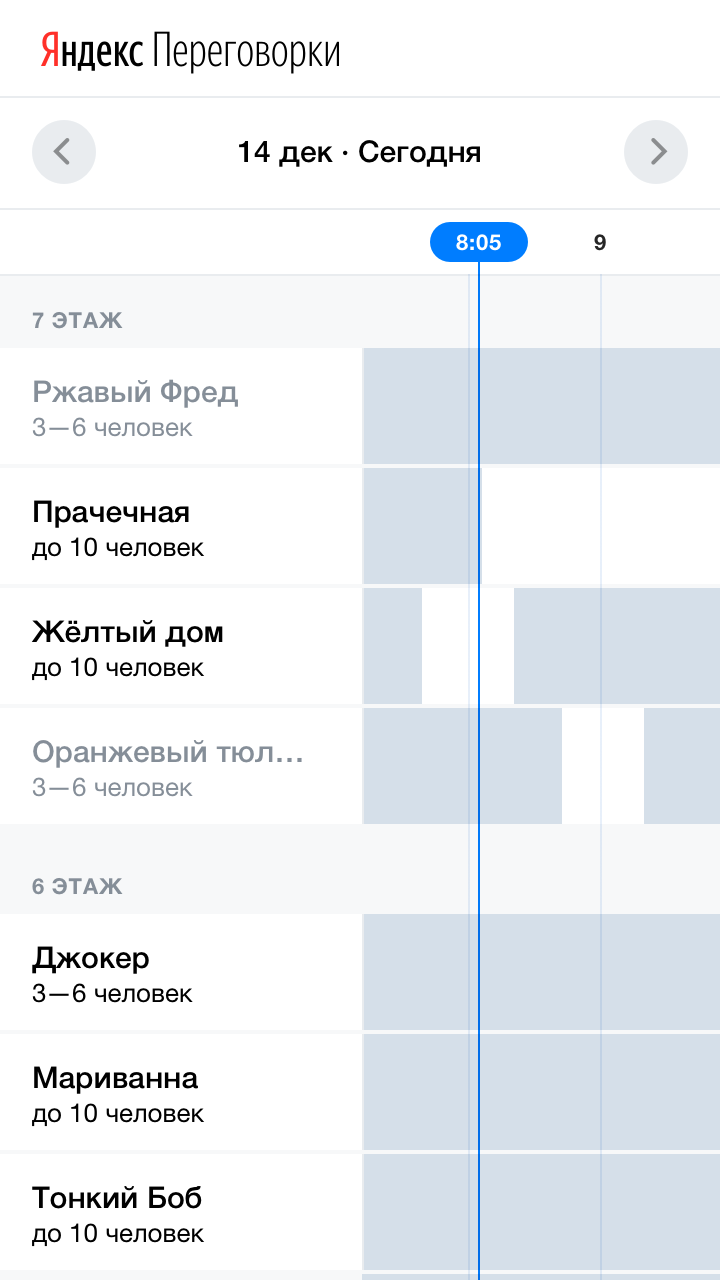 Яндекс Переговорки
14 дек · Сегодня
8:05 9
7 ЭТАЖ
Ржавый Фред
3—6 человек
Прачечная
до 10 человек
Жёлтый дом
до 10 человек
Оранжевый тюл...
3—6 человек
6 ЭТАЖ
Джокер
3—6 человек
Мариванна
до 10 человек
Тонкий Боб
до 10 человек